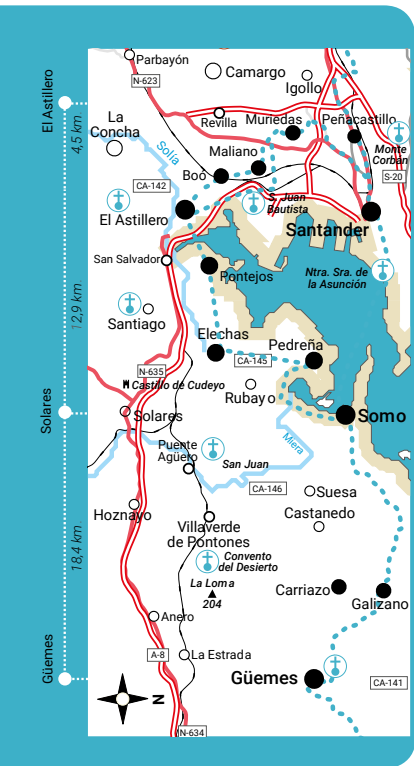 El Astillero
4,5 km
12,9 km
Solares
18,4 km
Güemes
Parbayón
N-623
Camargo
Igollo
Revilla
Muriedas
Peñacastillo
La
Concha
Solía
Maliano
Monte
Corbán
Boó
CA-142
S-20
S. Juan
Bautista
El Astillero
Santander
San Salvador
Pontejos
Ntra. Sra. de
la Asunción
Santiago
Elechas
Pedreña
CA-145
N-635
Castillo de Cudeyo
Rubayo
Solares
Somo
Miera
Puente
Agüero
San Juan
CA-146
Suesa
Hoznayo
Castanedo
Villaverde
de Pontones
Convento
del Desierto
La Loma
204
Carriazo
Galizano
Anero
A-8
La Estrada
Güemes
CA-141
N
N-634